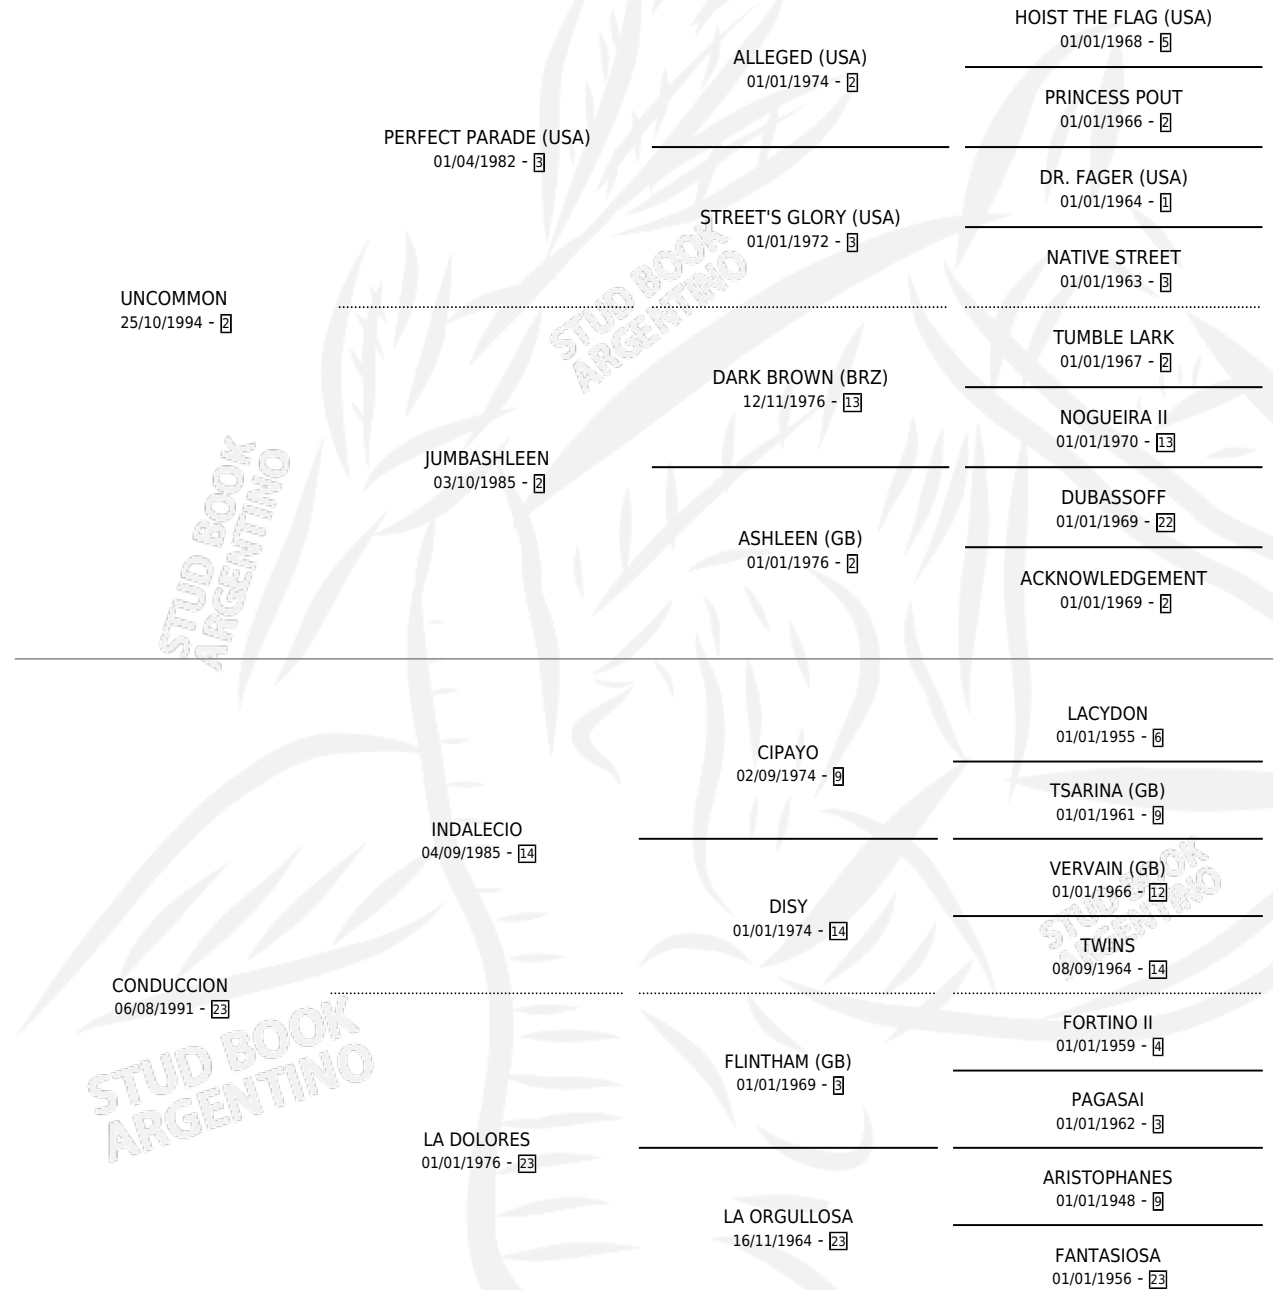 HOIST THE FLAG (USA)
01/01/1968 - 5
ALLEGED (USA)
01/01/1974 - 2
PRINCESS POUT
01/01/1966 - 2
PERFECT PARADE (USA)
01/04/1982 - 3
DR. FAGER (USA)
01/01/1964 - 1
STREET'S GLORY (USA)
01/01/1972 - 3
NATIVE STREET
01/01/1963 - 3
UNCOMMON
25/10/1994 - 2
TUMBLE LARK
01/01/1967 - 2
DARK BROWN (BRZ)
12/11/1976 - 13
NOGUEIRA II
01/01/1970 - 13
JUMBASHLEEN
03/10/1985 - 2
DUBASSOFF
01/01/1969 - 22
ASHLEEN (GB)
01/01/1976 - 2
ACKNOWLEDGEMENT
01/01/1969 - 2
LACYDON
01/01/1955 - 6
CIPAYO
02/09/1974 - 9
TSARINA (GB)
01/01/1961 - 9
INDALECIO
04/09/1985 - 14
VERVAIN (GB)
01/01/1966 - 12
DISY
01/01/1974 - 14
TWINS
08/09/1964 - 14
CONDUCCION
06/08/1991 - 23
FORTINO II
01/01/1959 - 4
FLINTHAM (GB)
01/01/1969 - 3
PAGASAI
01/01/1962 - 3
LA DOLORES
01/01/1976 - 23
ARISTOPHANES
01/01/1948 - 9
LA ORGULLOSA
16/11/1964 - 23
FANTASIOSA
01/01/1956 - 23
STUD BOOK
ARGENTINO
STUD BOOK
ARGENTINO
STUD BOOK
ARGENTINO
STUD BOOK
ARGENTINO